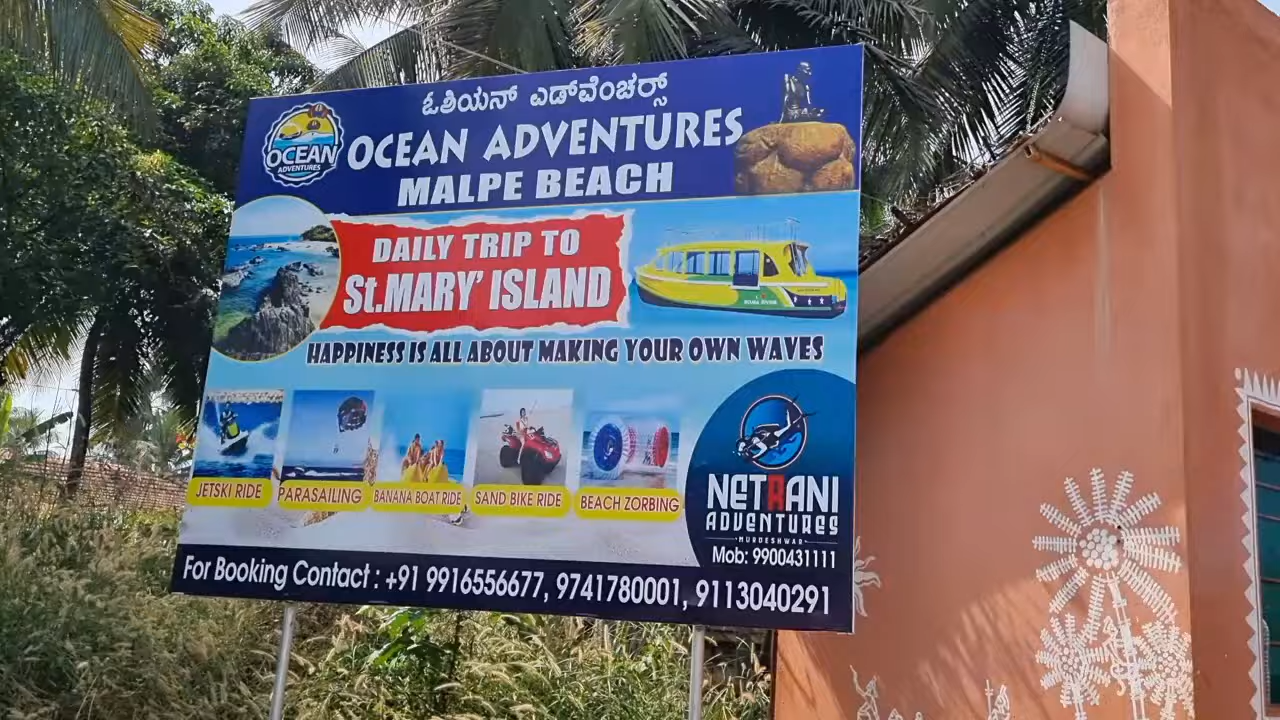 ಓಶಿಯನ್ ಎಡ್‌ವೆಂಚರ್ಸ್
OCEAN ADVENTURES
OCEAN ADVENTURES
MALPE BEACH
DAILY TRIP TO
St.MARY' ISLAND
HAPPINESS IS ALL ABOUT MAKING YOUR OWN WAVES
JETSKI RIDE PARASAILING BANANA BOAT RIDE SAND BIKE RIDE BEACH ZORBING
NETRANI
ADVENTURES
MURDESHWAR
Mob: 9900431111
For Booking Contact : +91 9916556677, 9741780001, 9113040291